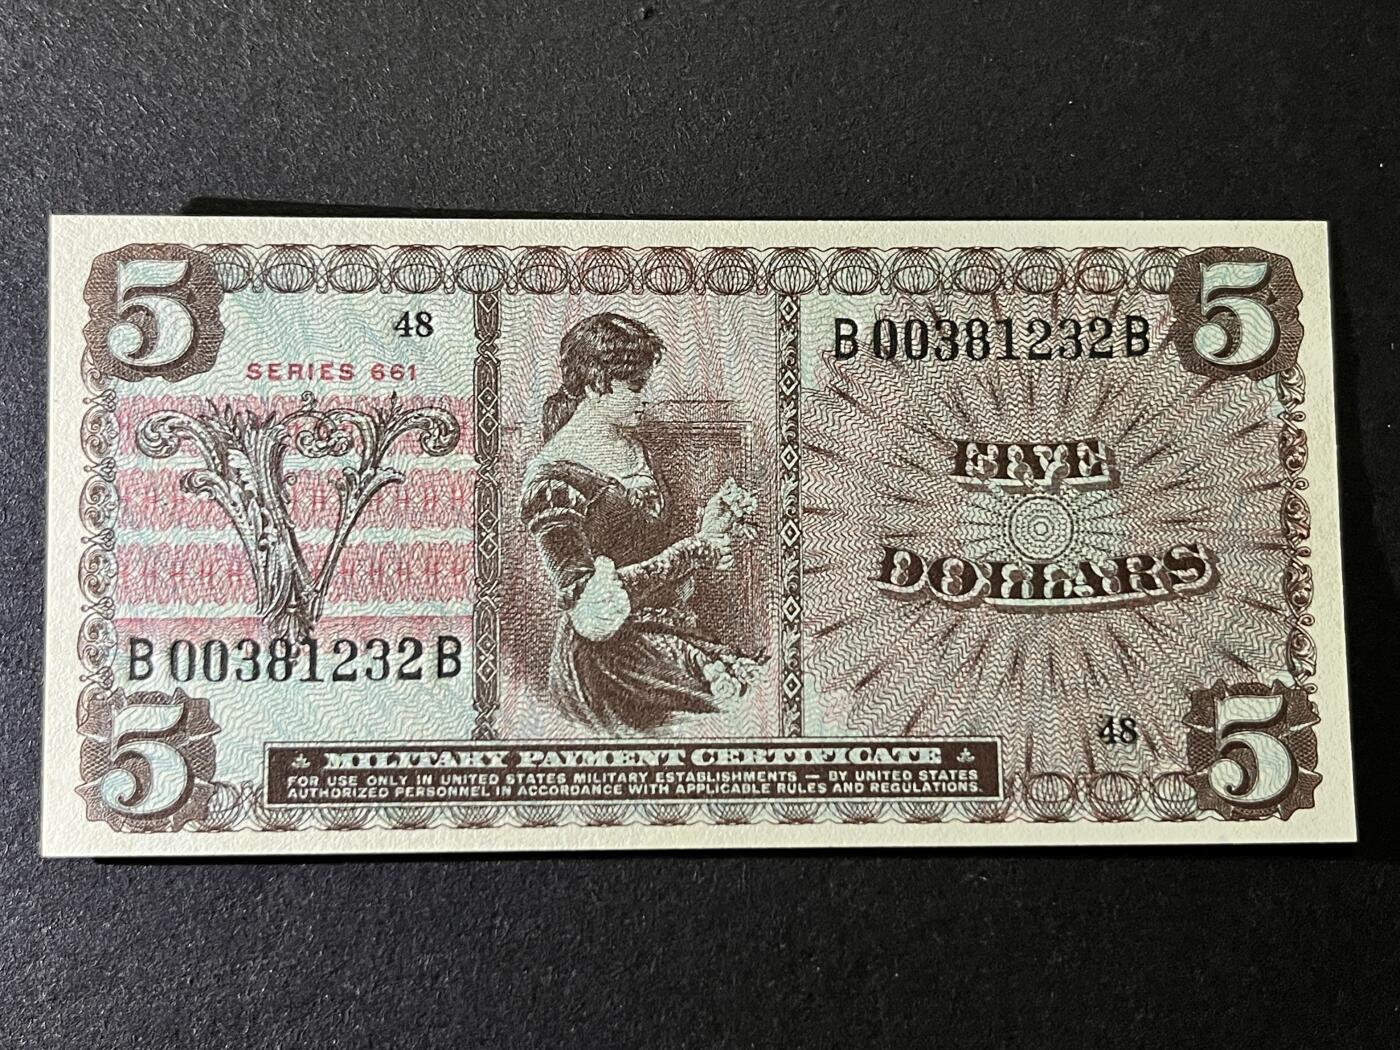 5
5
48
SERIES 661
B00381232B
V
FIVE
DOLLARS
B00381232B
48
5
5
MILITARY PAYMENT CERTIFICATE
FOR USE ONLY IN UNITED STATES MILITARY ESTABLISHMENTS — BY UNITED STATES
AUTHORIZED PERSONNEL IN ACCORDANCE WITH APPLICABLE RULES AND REGULATIONS.